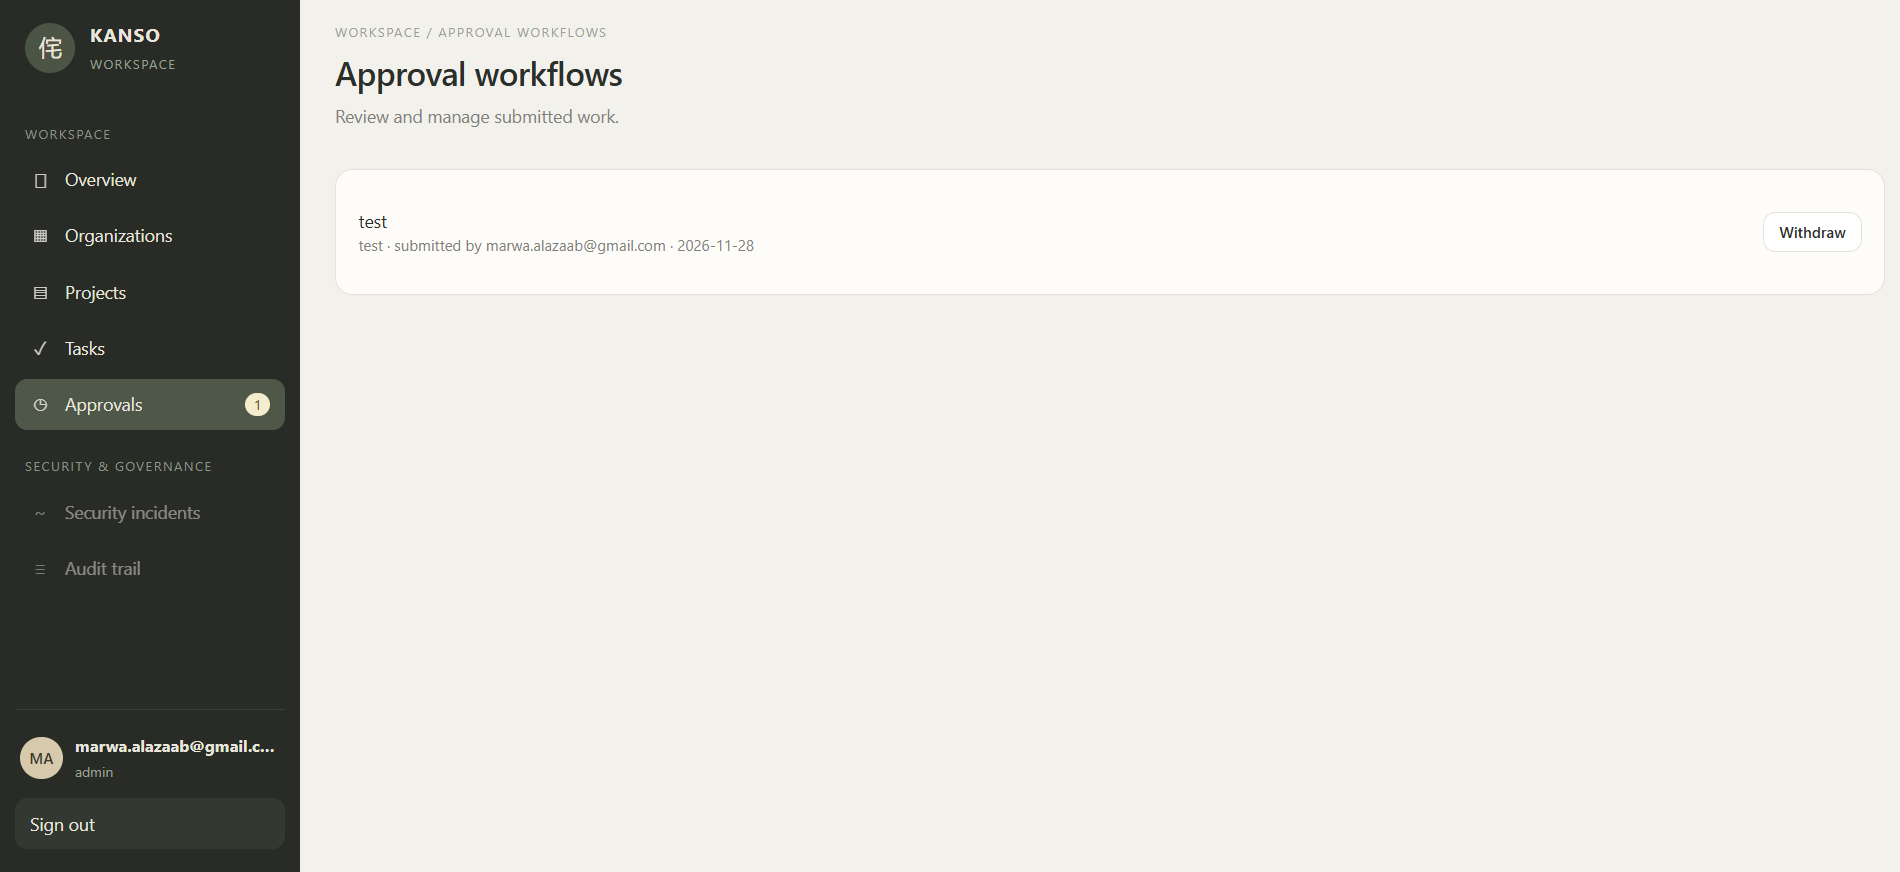 侘
KANSO
WORKSPACE
WORKSPACE
Overview
Organizations
Projects
Tasks
Approvals 1
SECURITY & GOVERNANCE
Security incidents
Audit trail
MA
marwa.alazaab@gmail.c...
admin
Sign out
WORKSPACE / APPROVAL WORKFLOWS
Approval workflows
Review and manage submitted work.
test
test · submitted by marwa.alazaab@gmail.com · 2026-11-28
Withdraw